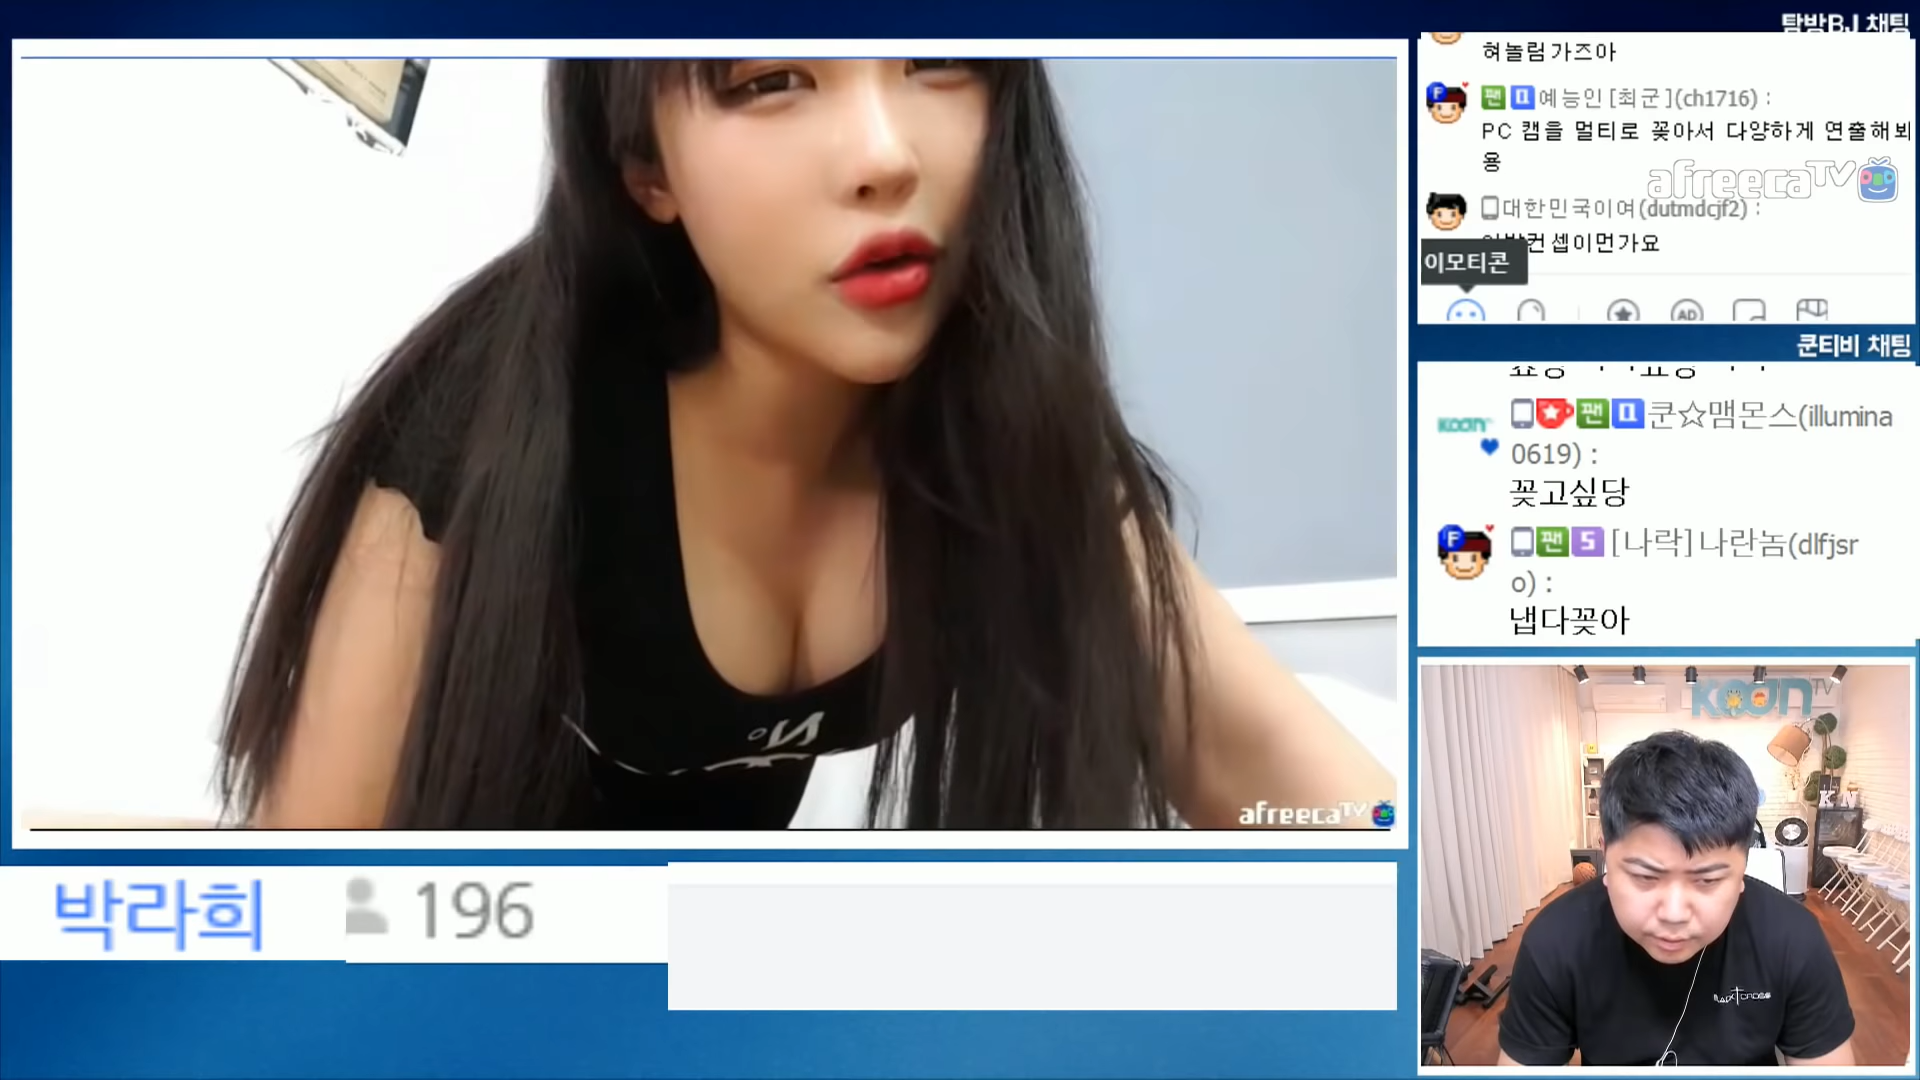 탐방BJ 채팅
혀놀림가즈아
팬 예능인[최군](ch1716) :
PC 캠을 멀티로 꽂아서 다양하게 연출해봐
용
afreecaTV
대한민국이여(dutmdcjf2) :
컨셉이먼가요
이모티콘
AD
쿤티비 채팅
KOON 팬 쿤☆맴몬스(illumina
0619) :
꽂고싶당
F 팬 S [나락]나란놈(dlfjsr
o) :
냅다꽂아
afreecaTV
박라희 196
KOONTV
K N